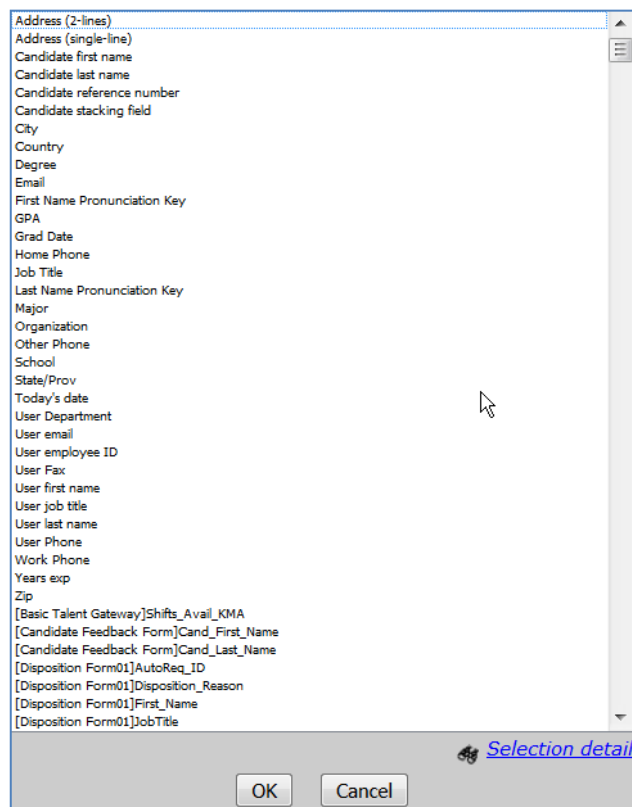 Address (2-lines)
Address (single-line)
Candidate first name
Candidate last name
Candidate reference number
Candidate stacking field
City
Country
Degree
Email
First Name Pronunciation Key
GPA
Grad Date
Home Phone
Job Title
Last Name Pronunciation Key
Major
Organization
Other Phone
School
State/Prov
Today's date
User Department
User email
User employee ID
User Fax
User first name
User job title
User last name
User Phone
Work Phone
Years exp
Zip
[Basic Talent Gateway]Shifts_Avail_KMA
[Candidate Feedback Form]Cand_First_Name
[Candidate Feedback Form]Cand_Last_Name
[Disposition Form01]AutoReq_ID
[Disposition Form01]Disposition_Reason
[Disposition Form01]First_Name
[Disposition Form01]JobTitle
Selection detail
OK Cancel